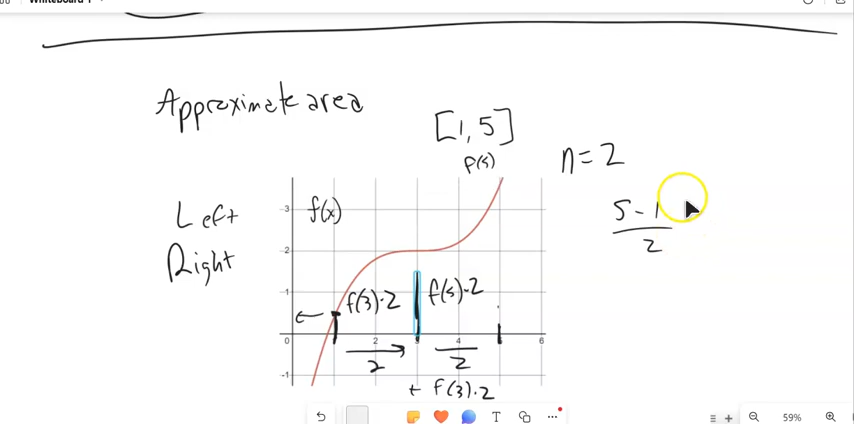 Whiteboard 1
Approximate area
[1, 5]
f(5)
n = 2
Left
Right
f(x)
5 - 1
2
3
2
1
0
-1
f(3)·2
f(5)·2
←
2
4
6
→
2
2
← f(3)·2
T
...
59%